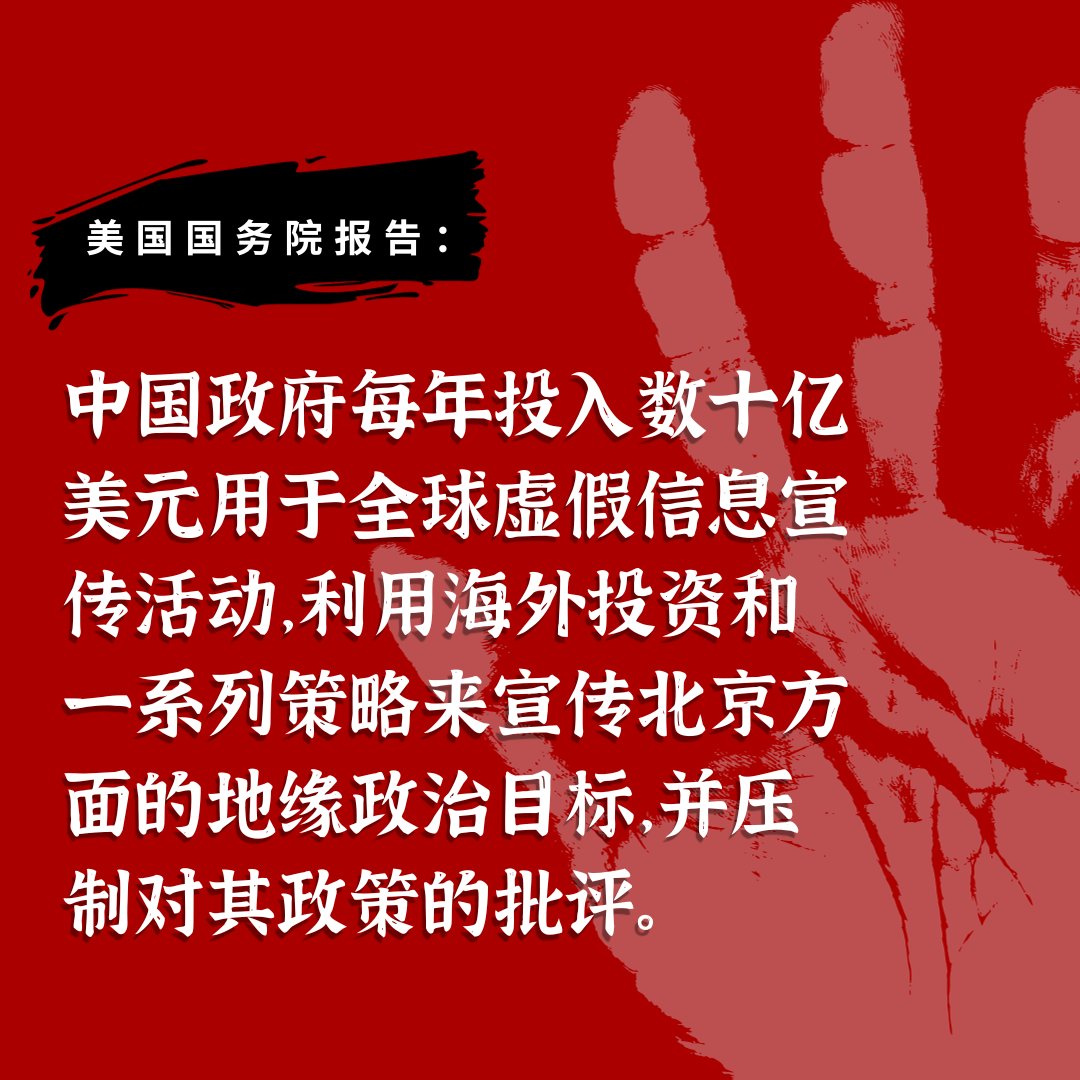 美国国务院报告：
中国政府每年投入数十亿
美元用于全球虚假信息宣
传活动,利用海外投资和
一系列策略来宣传北京方
面的地缘政治目标,并压
制对其政策的批评。